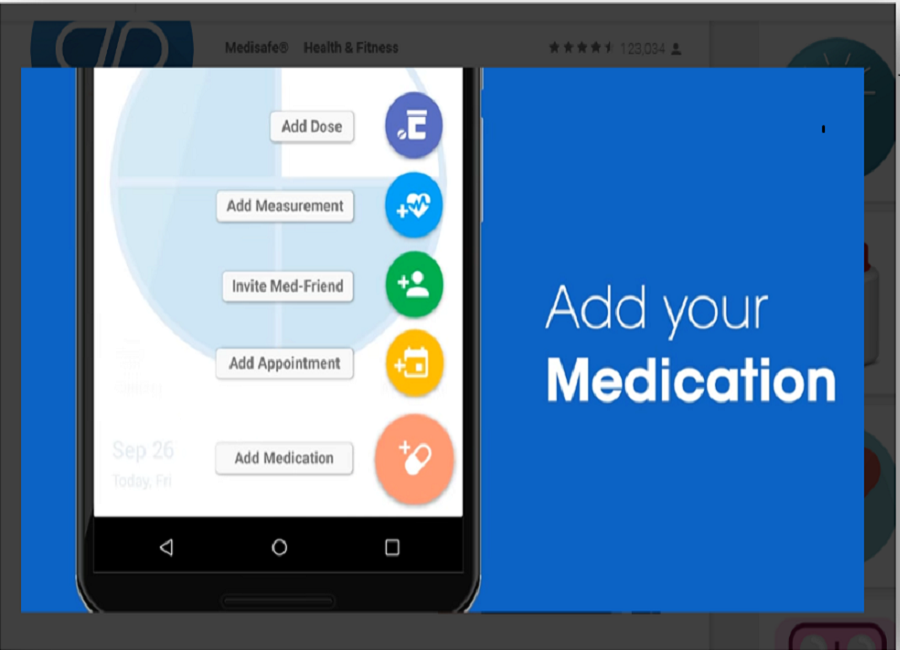 Medisafe® Health & Fitness 123,034
Add Dose
Add Measurement
Invite Med-Friend
Add Appointment
Sep 26
Today, Fri
Add Medication
Add your
Medication